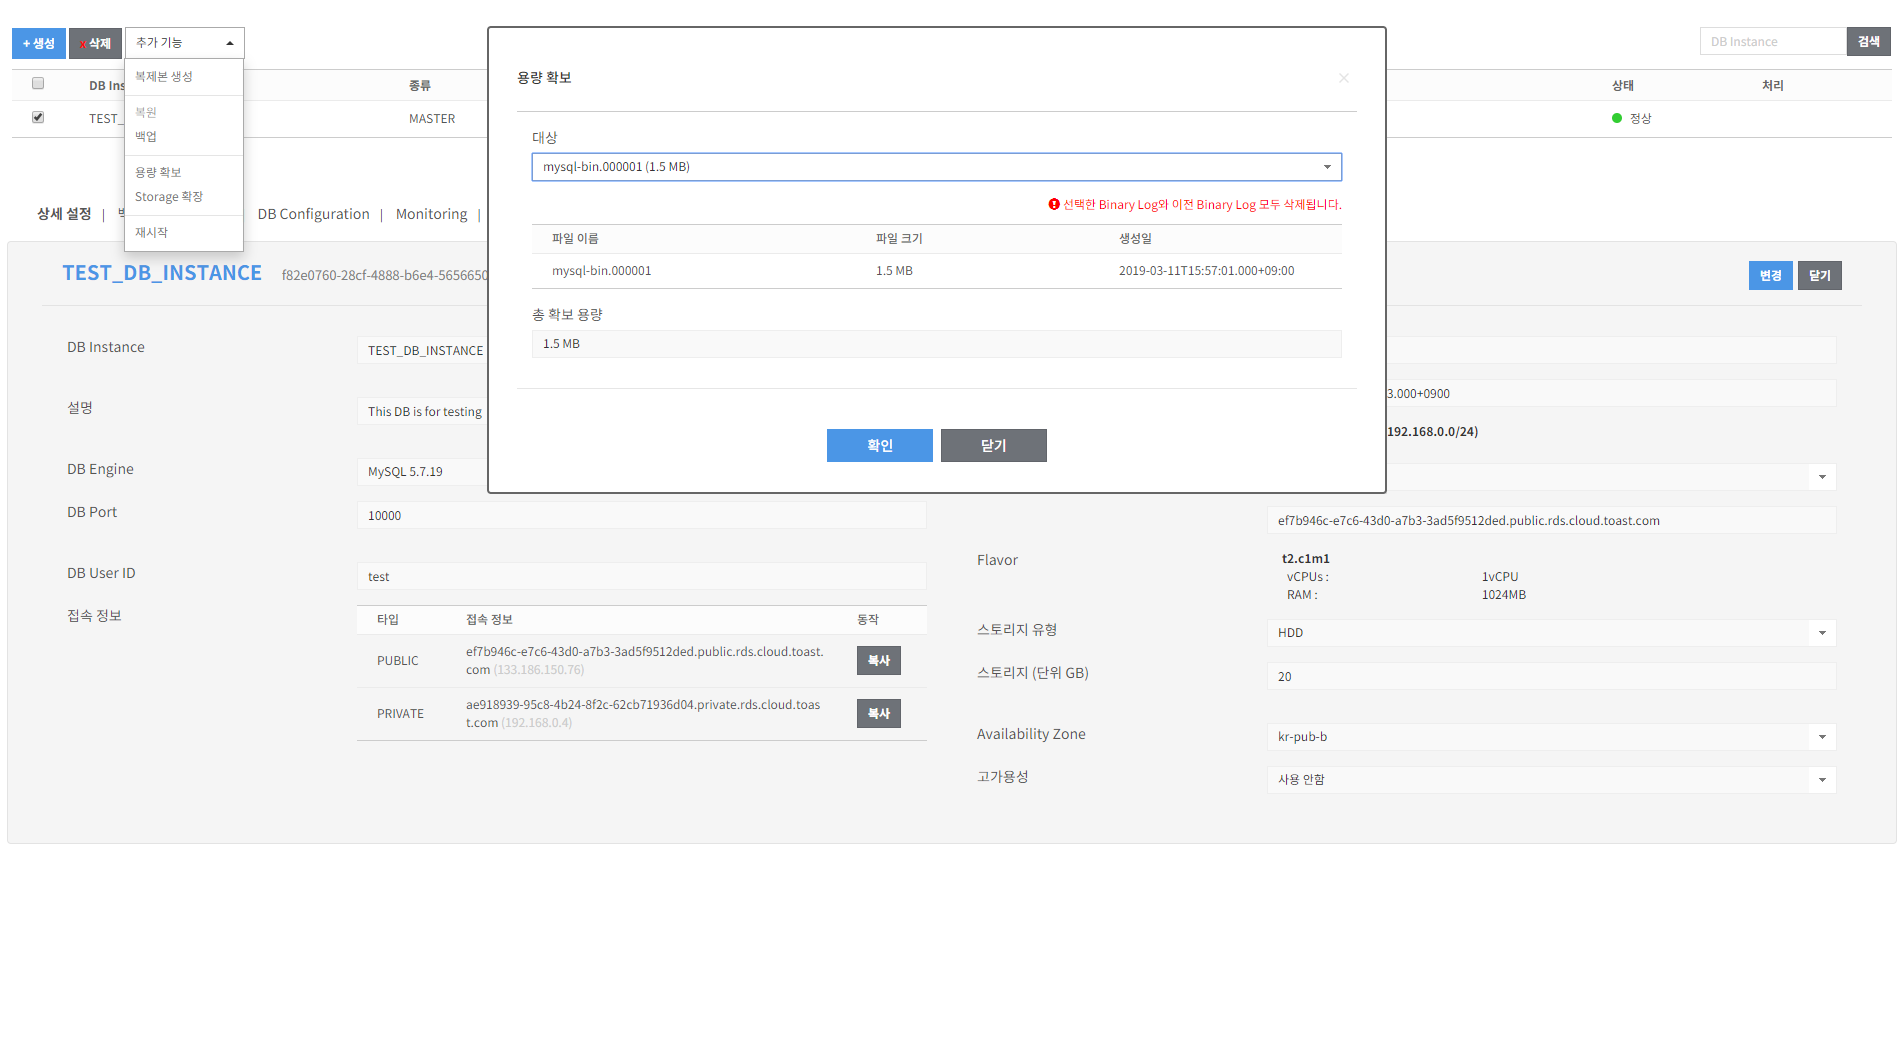 + 생성
x 삭제
추가 기능
DB Instance
검색
복제본 생성
복원
백업
용량 확보
Storage 확장
재시작
DB Ins
종류
상태
처리
TEST_
MASTER
정상
상세 설정 |
DB Configuration | Monitoring |
TEST_DB_INSTANCE f82e0760-28cf-4888-b6e4-5656650
변경
닫기
용량 확보
×
대상
mysql-bin.000001 (1.5 MB)
선택한 Binary Log와 이전 Binary Log 모두 삭제됩니다.
파일 이름 파일 크기 생성일
mysql-bin.000001 1.5 MB 2019-03-11T15:57:01.000+09:00
총 확보 용량
1.5 MB
확인
닫기
DB Instance
TEST_DB_INSTANCE
설명
This DB is for testing
DB Engine
MySQL 5.7.19
DB Port
10000
DB User ID
test
접속 정보
타입 접속 정보 동작
PUBLIC
ef7b946c-e7c6-43d0-a7b3-3ad5f9512ded.public.rds.cloud.toast.
com (133.186.150.76)
복사
PRIVATE
ae918939-95c8-4b24-8f2c-62cb71936d04.private.rds.cloud.toas
t.com (192.168.0.4)
복사
3.000+0900
192.168.0.0/24)
ef7b946c-e7c6-43d0-a7b3-3ad5f9512ded.public.rds.cloud.toast.com
Flavor
t2.c1m1
vCPUs : 1vCPU
RAM : 1024MB
스토리지 유형
HDD
스토리지 (단위 GB)
20
Availability Zone
kr-pub-b
고가용성
사용 안함